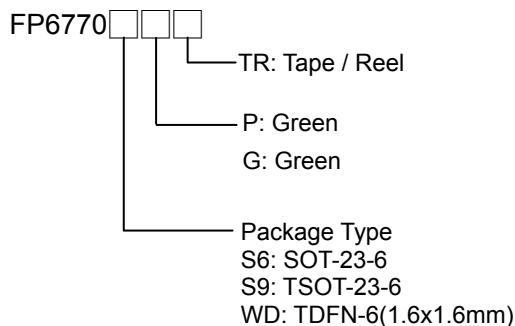 FP6770
TR: Tape / Reel
P: Green
G: Green
Package Type
S6: SOT-23-6
S9: TSOT-23-6
WD: TDFN-6(1.6x1.6mm)